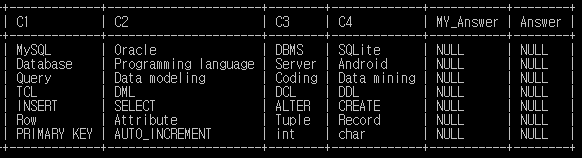 C1 | C2 | C3 | C4 | MY_Answer | Answer
MySQL | Oracle | DBMS | SQLite | NULL | NULL
Database | Programming language | Server | Android | NULL | NULL
Query | Data modeling | Coding | Data mining | NULL | NULL
TCL | DML | DCL | DDL | NULL | NULL
INSERT | SELECT | ALTER | CREATE | NULL | NULL
Row | Attribute | Tuple | Record | NULL | NULL
PRIMARY KEY | AUTO_INCREMENT | int | char | NULL | NULL